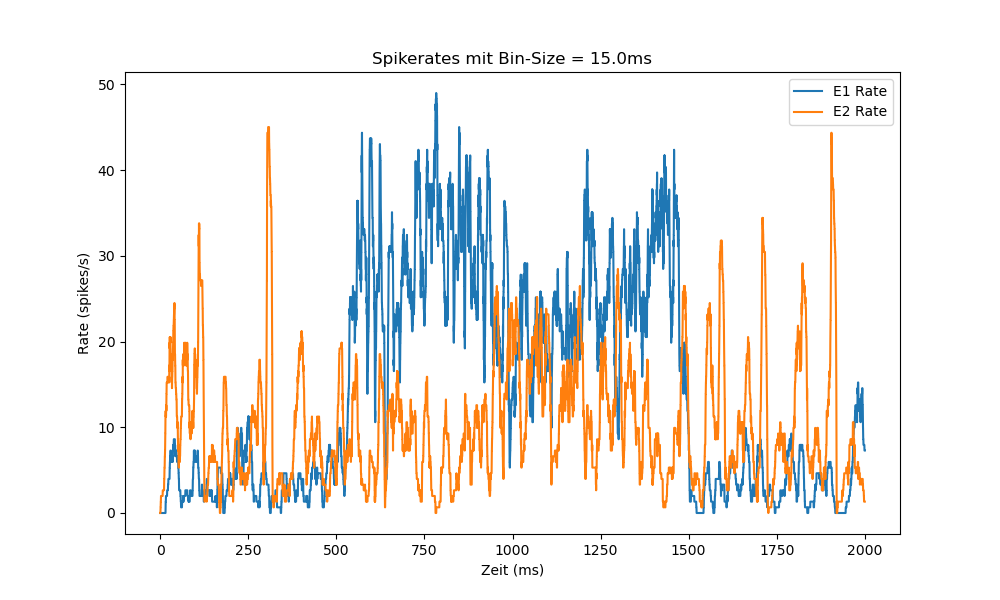 Spikerates mit Bin-Size = 15.0ms
E1 Rate
E2 Rate
50
40
30
20
10
0
Rate (spikes/s)
0 250 500 750 1000 1250 1500 1750 2000
Zeit (ms)